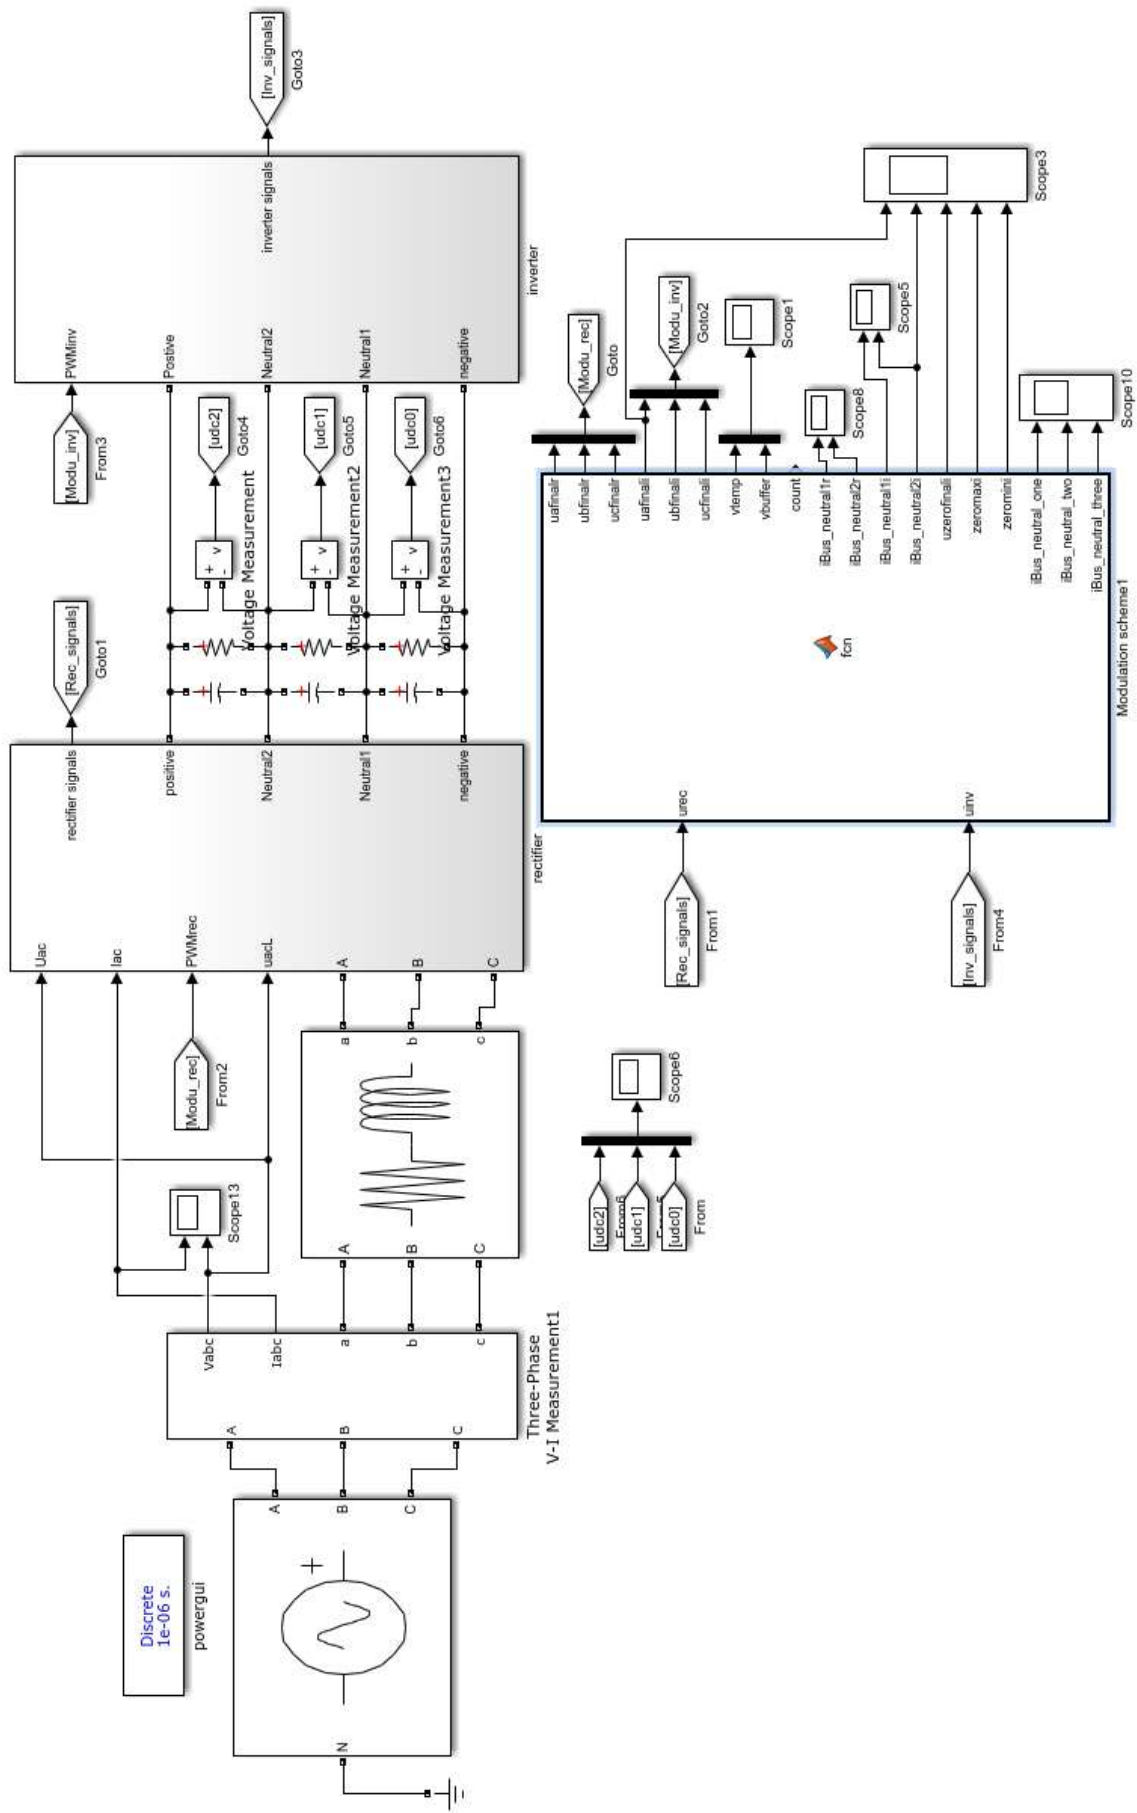 Discrete
1e-06 s.
powergui
N
A
B
C
A
B
C
Vabc
Iabc
a
b
c
Three-Phase
V-I Measurement1
Scope13
A
B
C
a
b
c
[Modu_rec]
From2
Uac
Iac
PWMrec
uacL
A
B
C
rectifier signals
positive
Neutral2
Neutral1
negative
rectifier
[Rec_signals]
Goto1
+
+
+
+
- v
+
- v
+
- v
Voltage Measurement
Voltage Measurement2
Voltage Measurement3
[udc2]
Goto4
[udc1]
Goto5
[udc0]
Goto6
[Modu_inv]
From3
PWMinv
Postive
Neutral2
Neutral1
negative
inverter signals
inverter
[Inv_signals]
Goto3
[udc2]
[udc1]
[udc0]
From
Scope6
[Rec_signals]
From1
[Inv_signals]
From4
urec
uinv
fcn
uafinalr
ubfinalr
ucfinalr
uafinali
ubfinali
ucfinali
vtemp
vbuffer
count
iBus_neutral1r
iBus_neutral2r
iBus_neutral1i
iBus_neutral2i
uzerofinali
zeromaxi
zeromini
iBus_neutral_one
iBus_neutral_two
iBus_neutral_three
Modulation scheme1
[Modu_rec]
Goto
[Modu_inv]
Goto2
Scope1
Scope8
Scope5
Scope10
Scope3